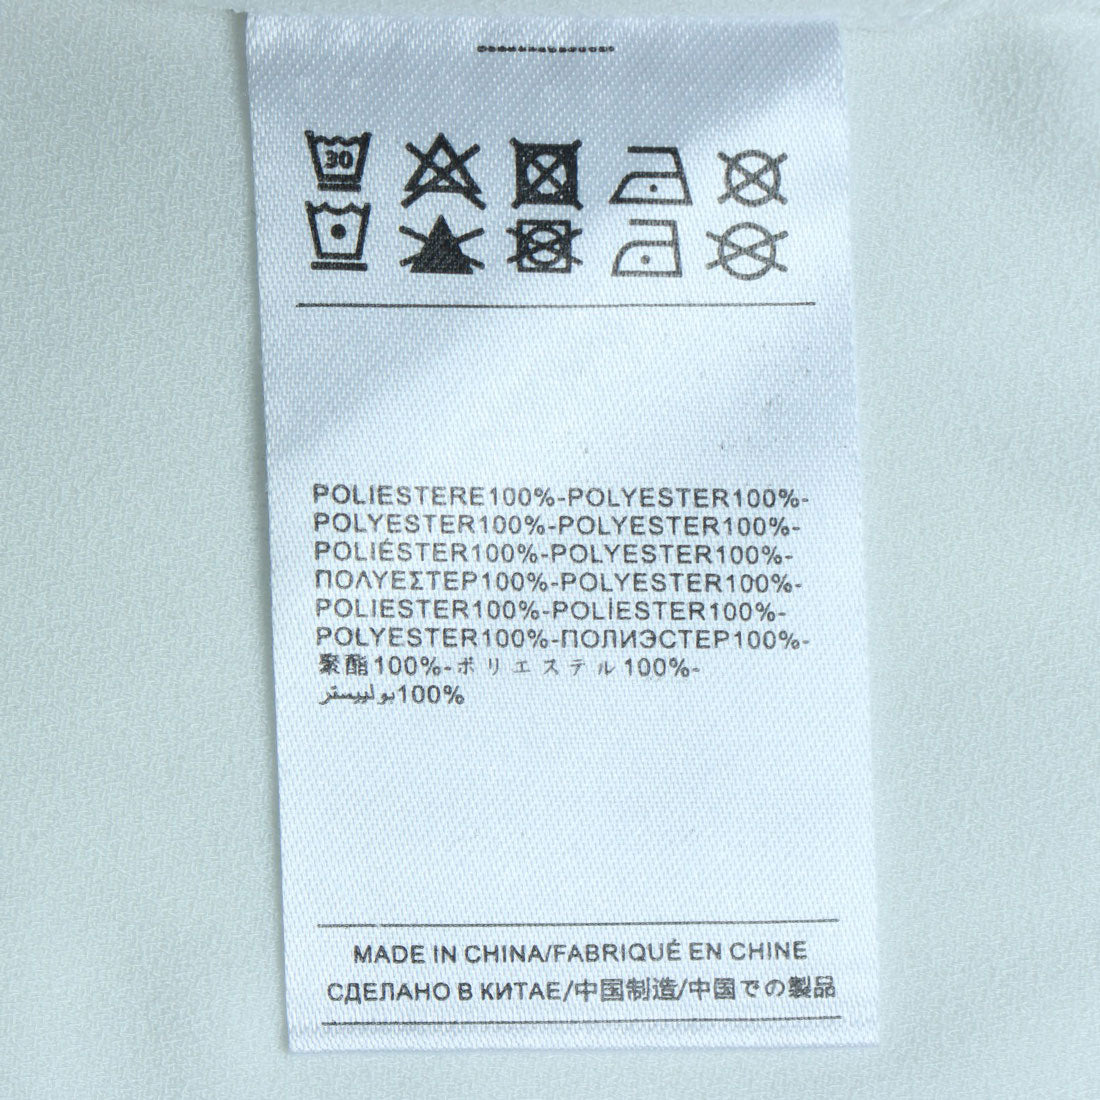 30
POLIESTERE100%-POLYESTER100%-
POLYESTER100%-POLYESTER100%-
POLIÉSTER100%-POLYESTER100%-
ΠΟΛΥΕΣΤΕΡ100%-POLYESTER100%-
POLIESTER100%-POLİESTER100%-
POLYESTER100%-ПОЛИЭСТЕР100%-
聚酯100%-ポリエステル100%-
بولييستر100%
MADE IN CHINA/FABRIQUÉ EN CHINE
СДЕЛАНО В КИТАЕ/中国制造/中国での製品